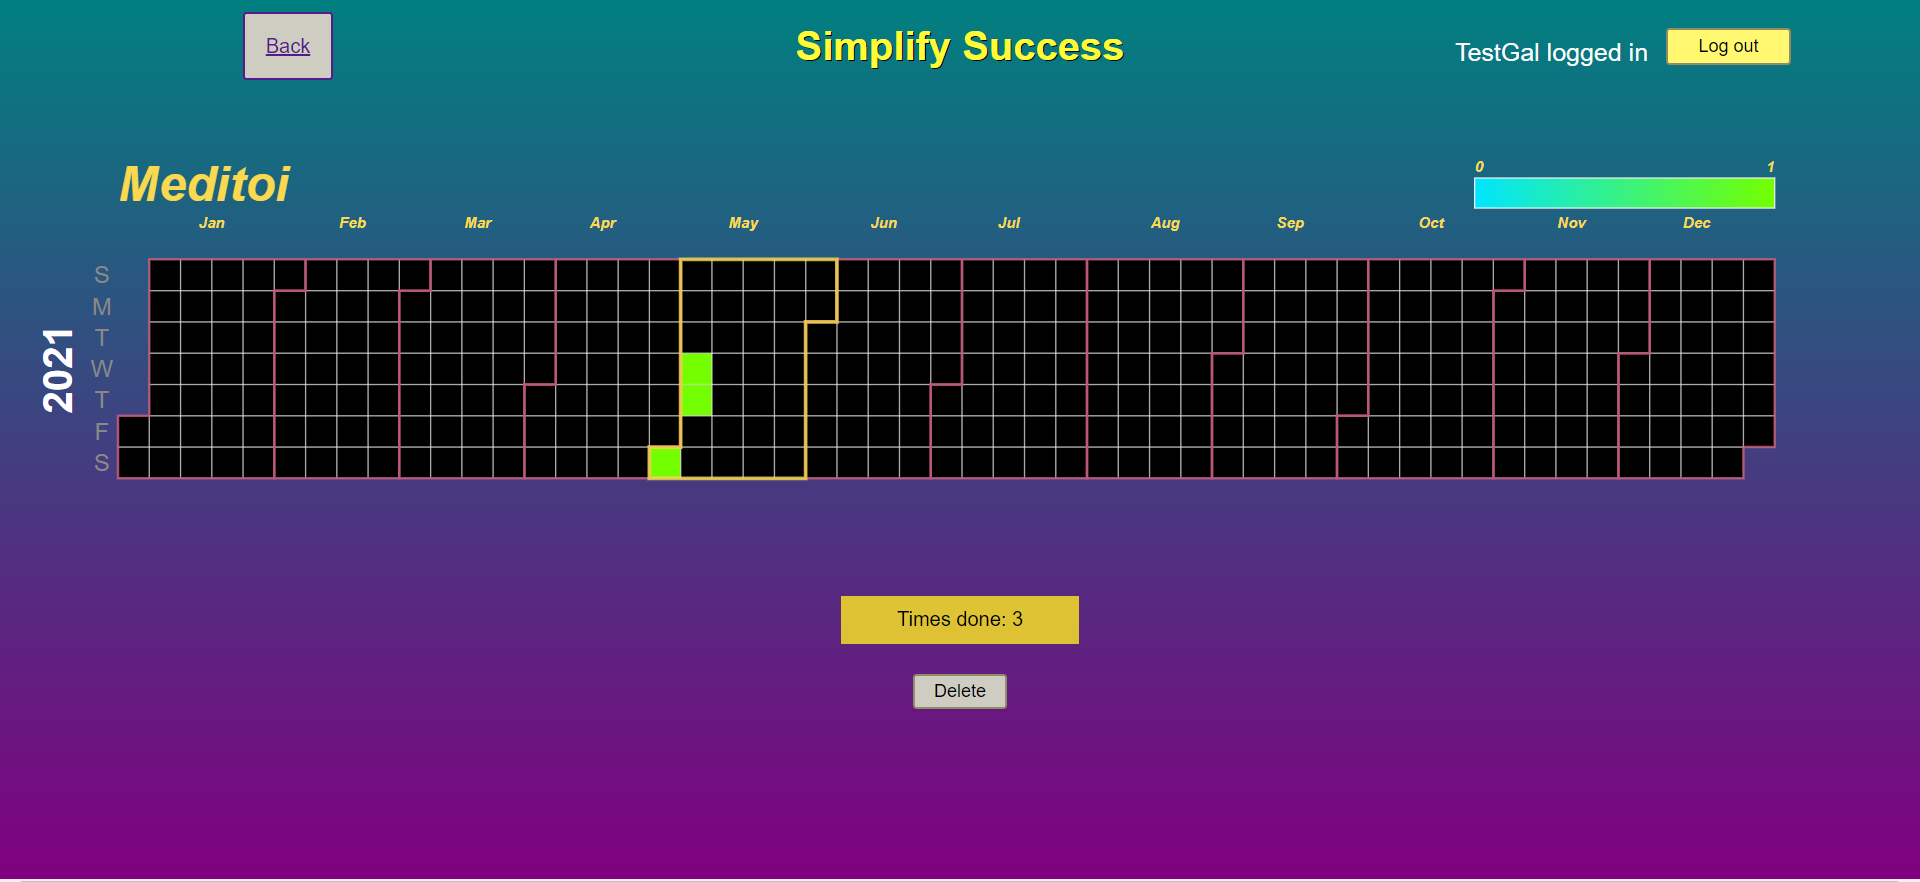 Back
Simplify Success
TestGal logged in
Log out
Meditoi
0 1
Jan Feb Mar Apr May Jun Jul Aug Sep Oct Nov Dec
2021
S
M
T
W
T
F
S
Times done: 3
Delete